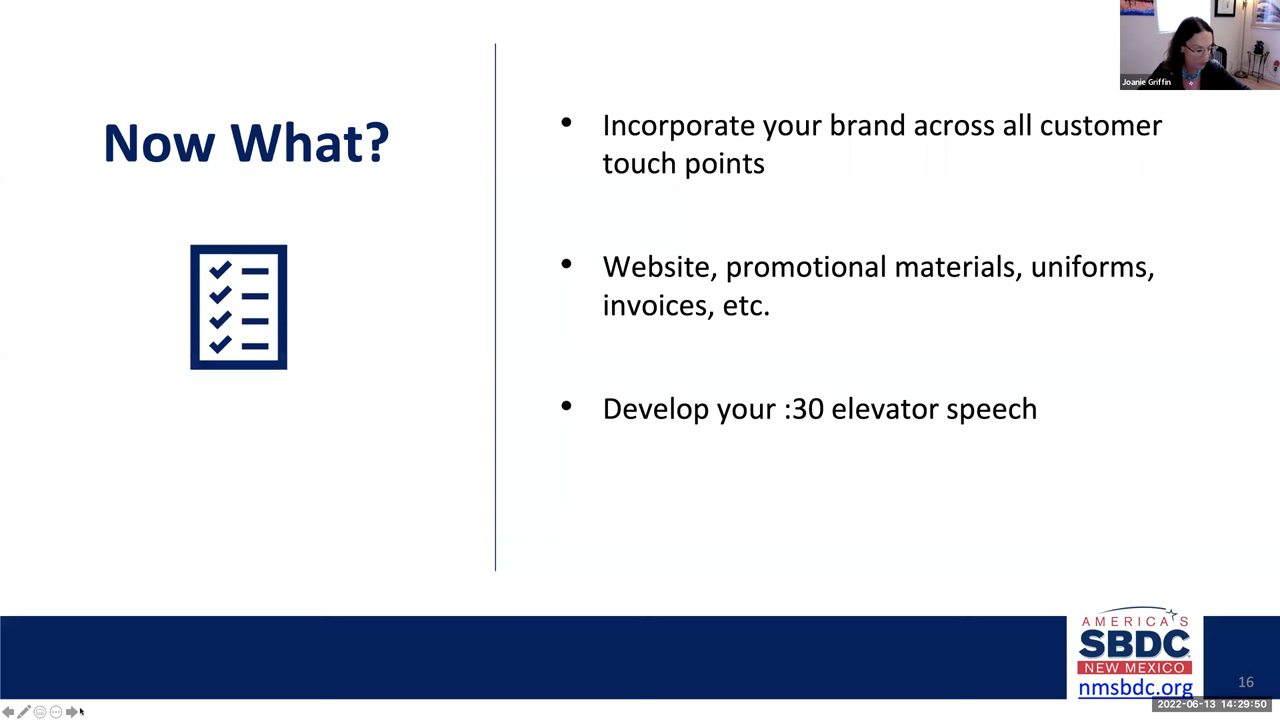 Joanie Griffin
Now What?
• Incorporate your brand across all customer
touch points
• Website, promotional materials, uniforms,
invoices, etc.
• Develop your :30 elevator speech
AMERICA'S
SBDC
NEW MEXICO
nmsbdc.org
16
2022-06-13 14:29:50